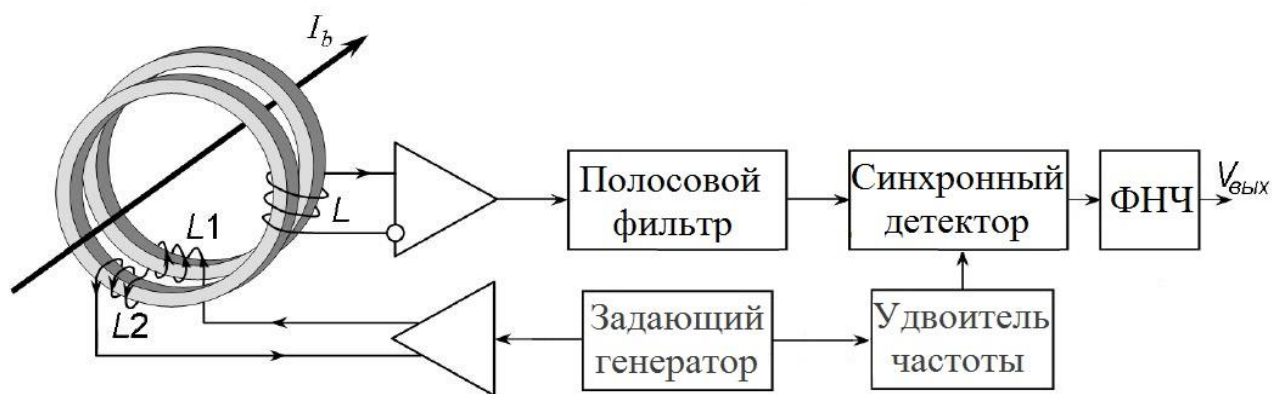 I_b
L1
L2
L
Полосовой
фильтр
Синхронный
детектор
ФНЧ
V_вых
Задающий
генератор
Удвоитель
частоты